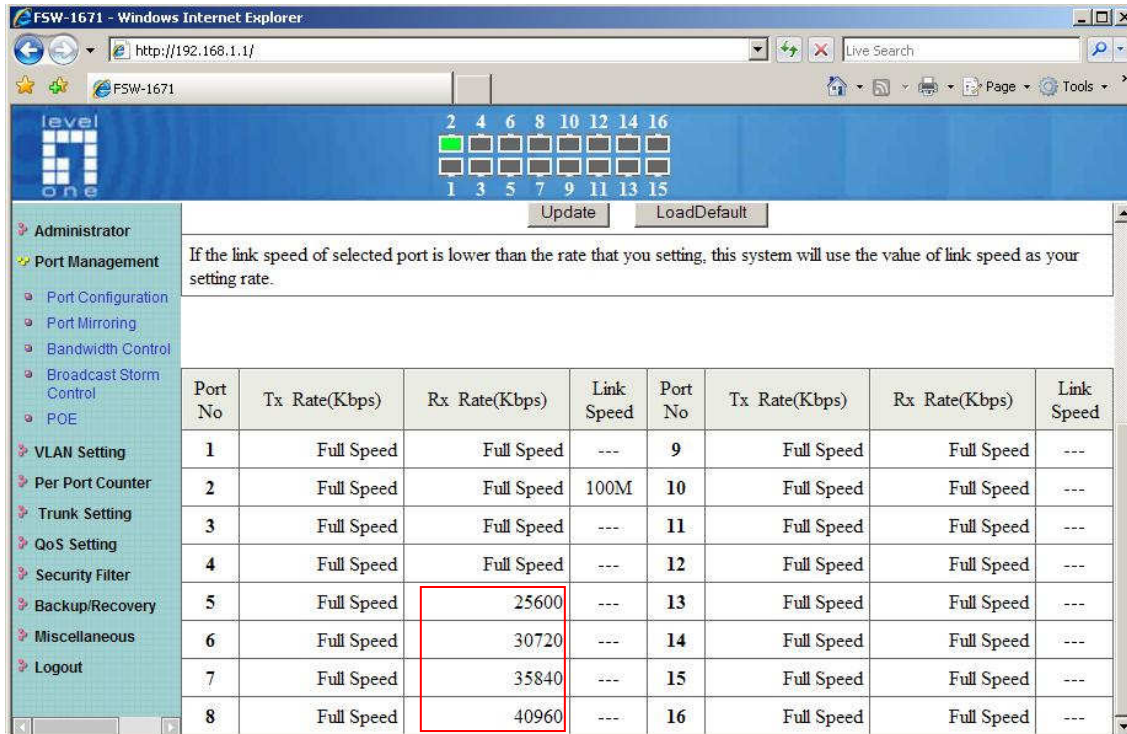 FSW-1671 - Windows Internet Explorer
http://192.168.1.1/
Live Search
FSW-1671
Page
Tools
level
one
2 4 6 8 10 12 14 16
1 3 5 7 9 11 13 15
Administrator
Port Management
Port Configuration
Port Mirroring
Bandwidth Control
Broadcast Storm
Control
POE
VLAN Setting
Per Port Counter
Trunk Setting
QoS Setting
Security Filter
Backup/Recovery
Miscellaneous
Logout
Update LoadDefault
If the link speed of selected port is lower than the rate that you setting, this system will use the value of link speed as your
setting rate.
Port No Tx Rate(Kbps) Rx Rate(Kbps) Link Speed Port No Tx Rate(Kbps) Rx Rate(Kbps) Link Speed
1 Full Speed Full Speed --- 9 Full Speed Full Speed ---
2 Full Speed Full Speed 100M 10 Full Speed Full Speed ---
3 Full Speed Full Speed --- 11 Full Speed Full Speed ---
4 Full Speed Full Speed --- 12 Full Speed Full Speed ---
5 Full Speed 25600 --- 13 Full Speed Full Speed ---
6 Full Speed 30720 --- 14 Full Speed Full Speed ---
7 Full Speed 35840 --- 15 Full Speed Full Speed ---
8 Full Speed 40960 --- 16 Full Speed Full Speed ---